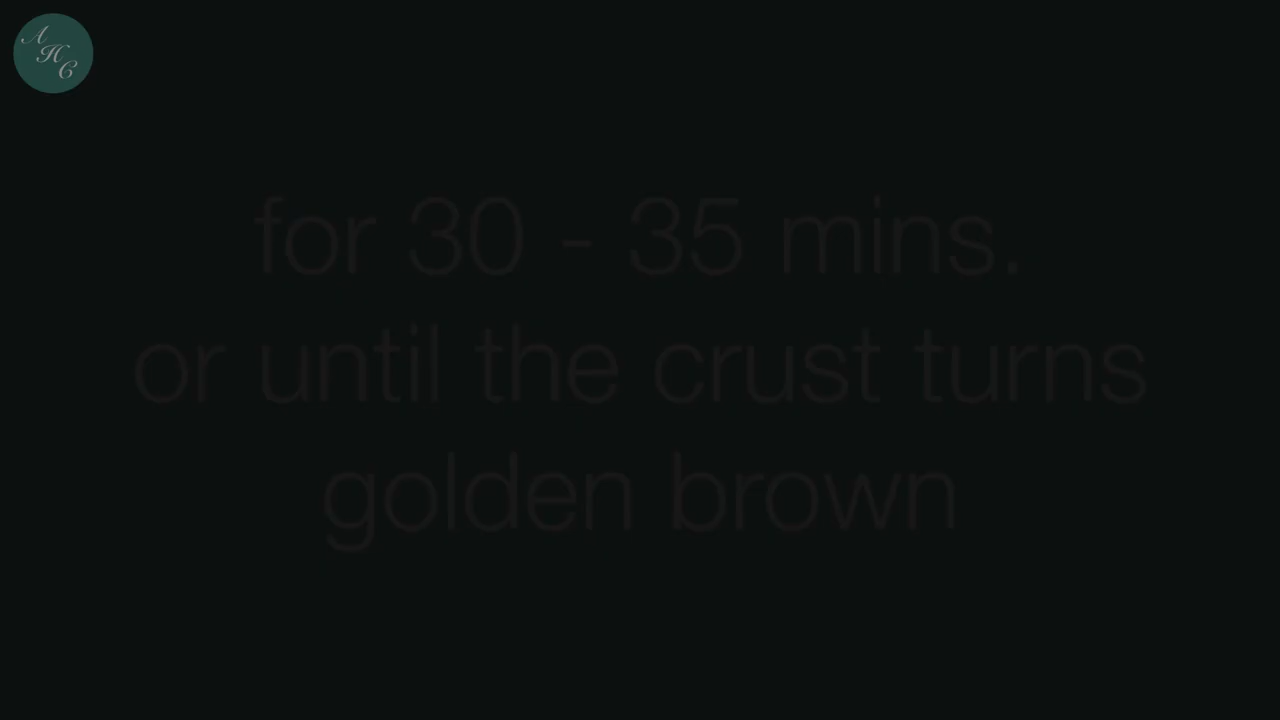 A
H
C
for 30 - 35 mins.
or until the crust turns
golden brown